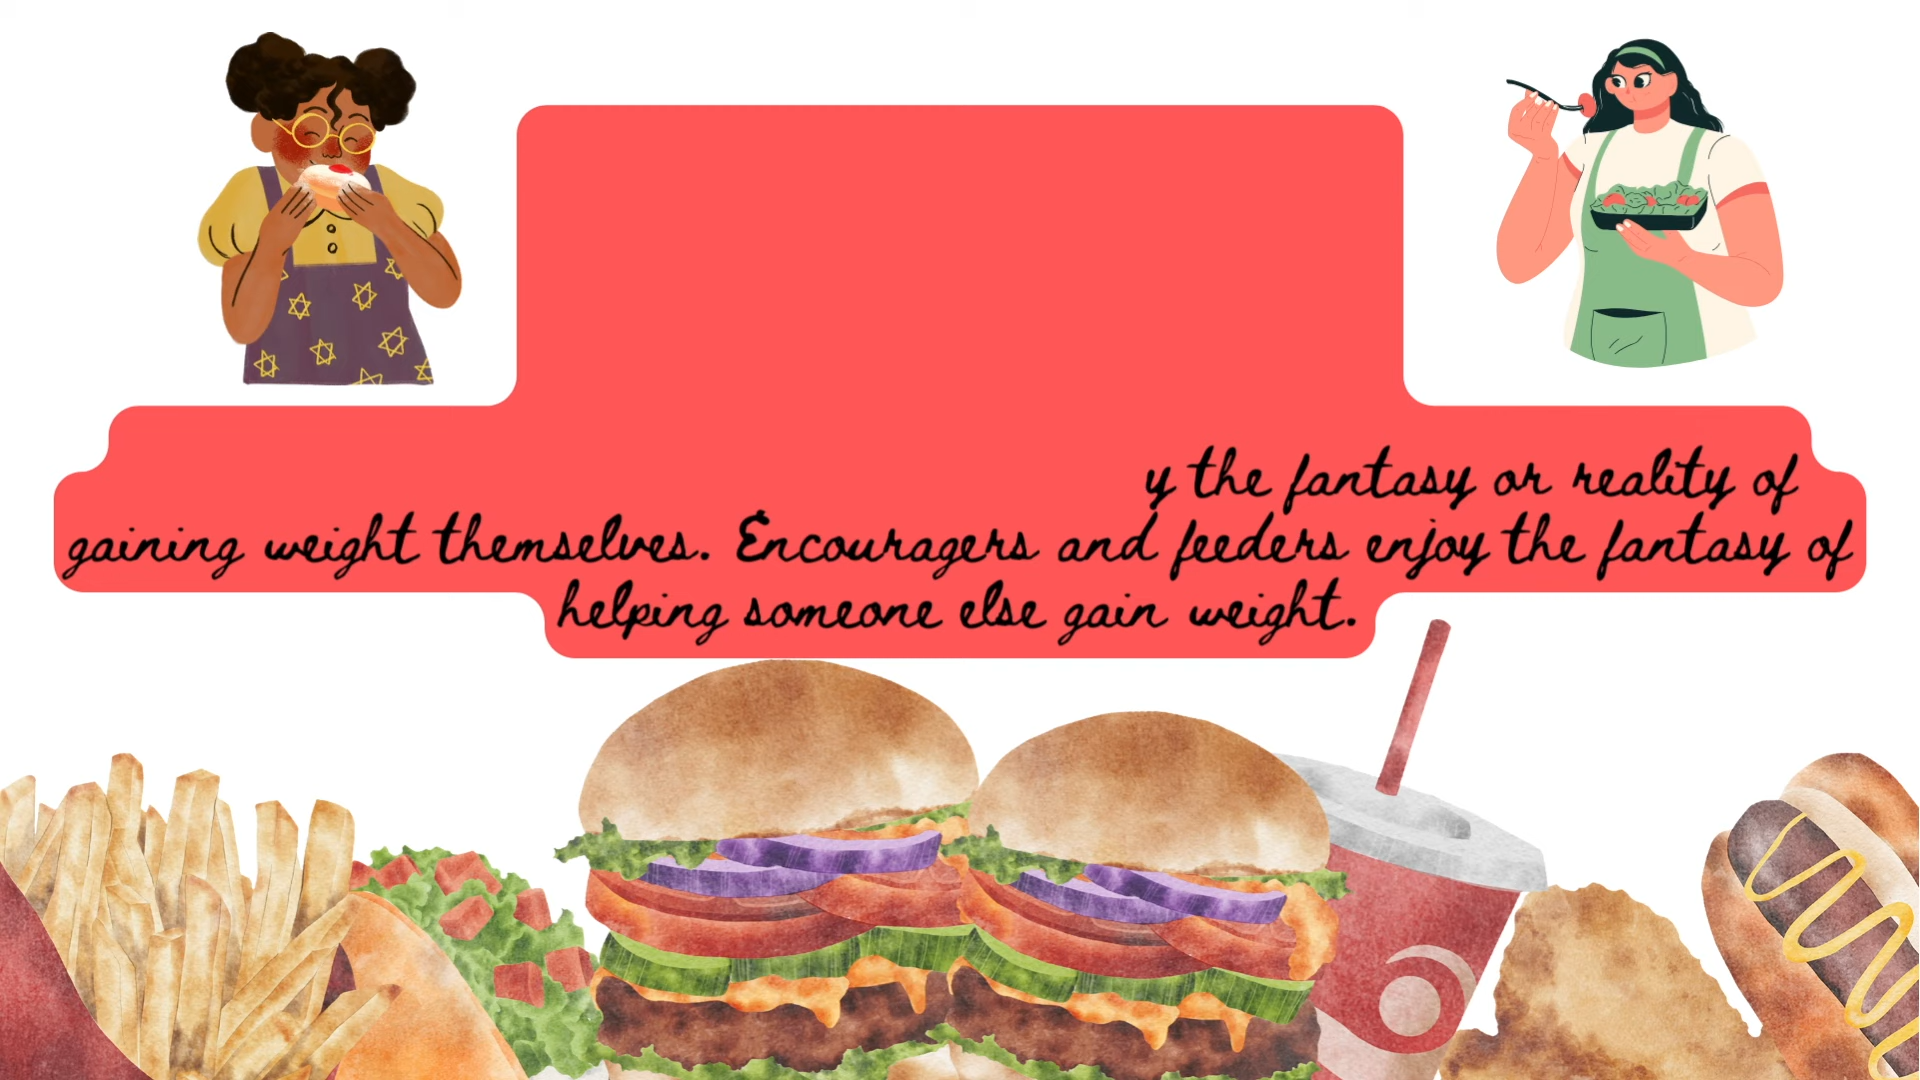 y the fantasy or reality of
gaining weight themselves. Encouragers and feeders enjoy the fantasy of
helping someone else gain weight.